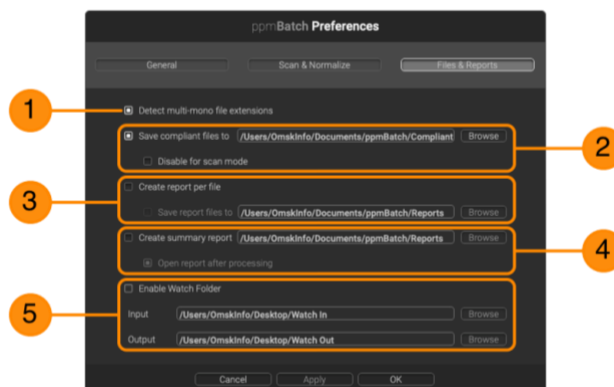 ppmBatch Preferences
General Scan & Normalize Files & Reports
1 Detect multi-mono file extensions
Save compliant files to /Users/OmskInfo/Documents/ppmBatch/Compliant Browse 2
Disable for scan mode
Create report per file
3
Save report files to /Users/OmskInfo/Documents/ppmBatch/Reports Browse
Create summary report /Users/OmskInfo/Documents/ppmBatch/Reports Browse
4
Open report after processing
Enable Watch Folder
5 Input /Users/OmskInfo/Desktop/Watch In Browse
Output /Users/OmskInfo/Desktop/Watch Out Browse
Cancel Apply OK